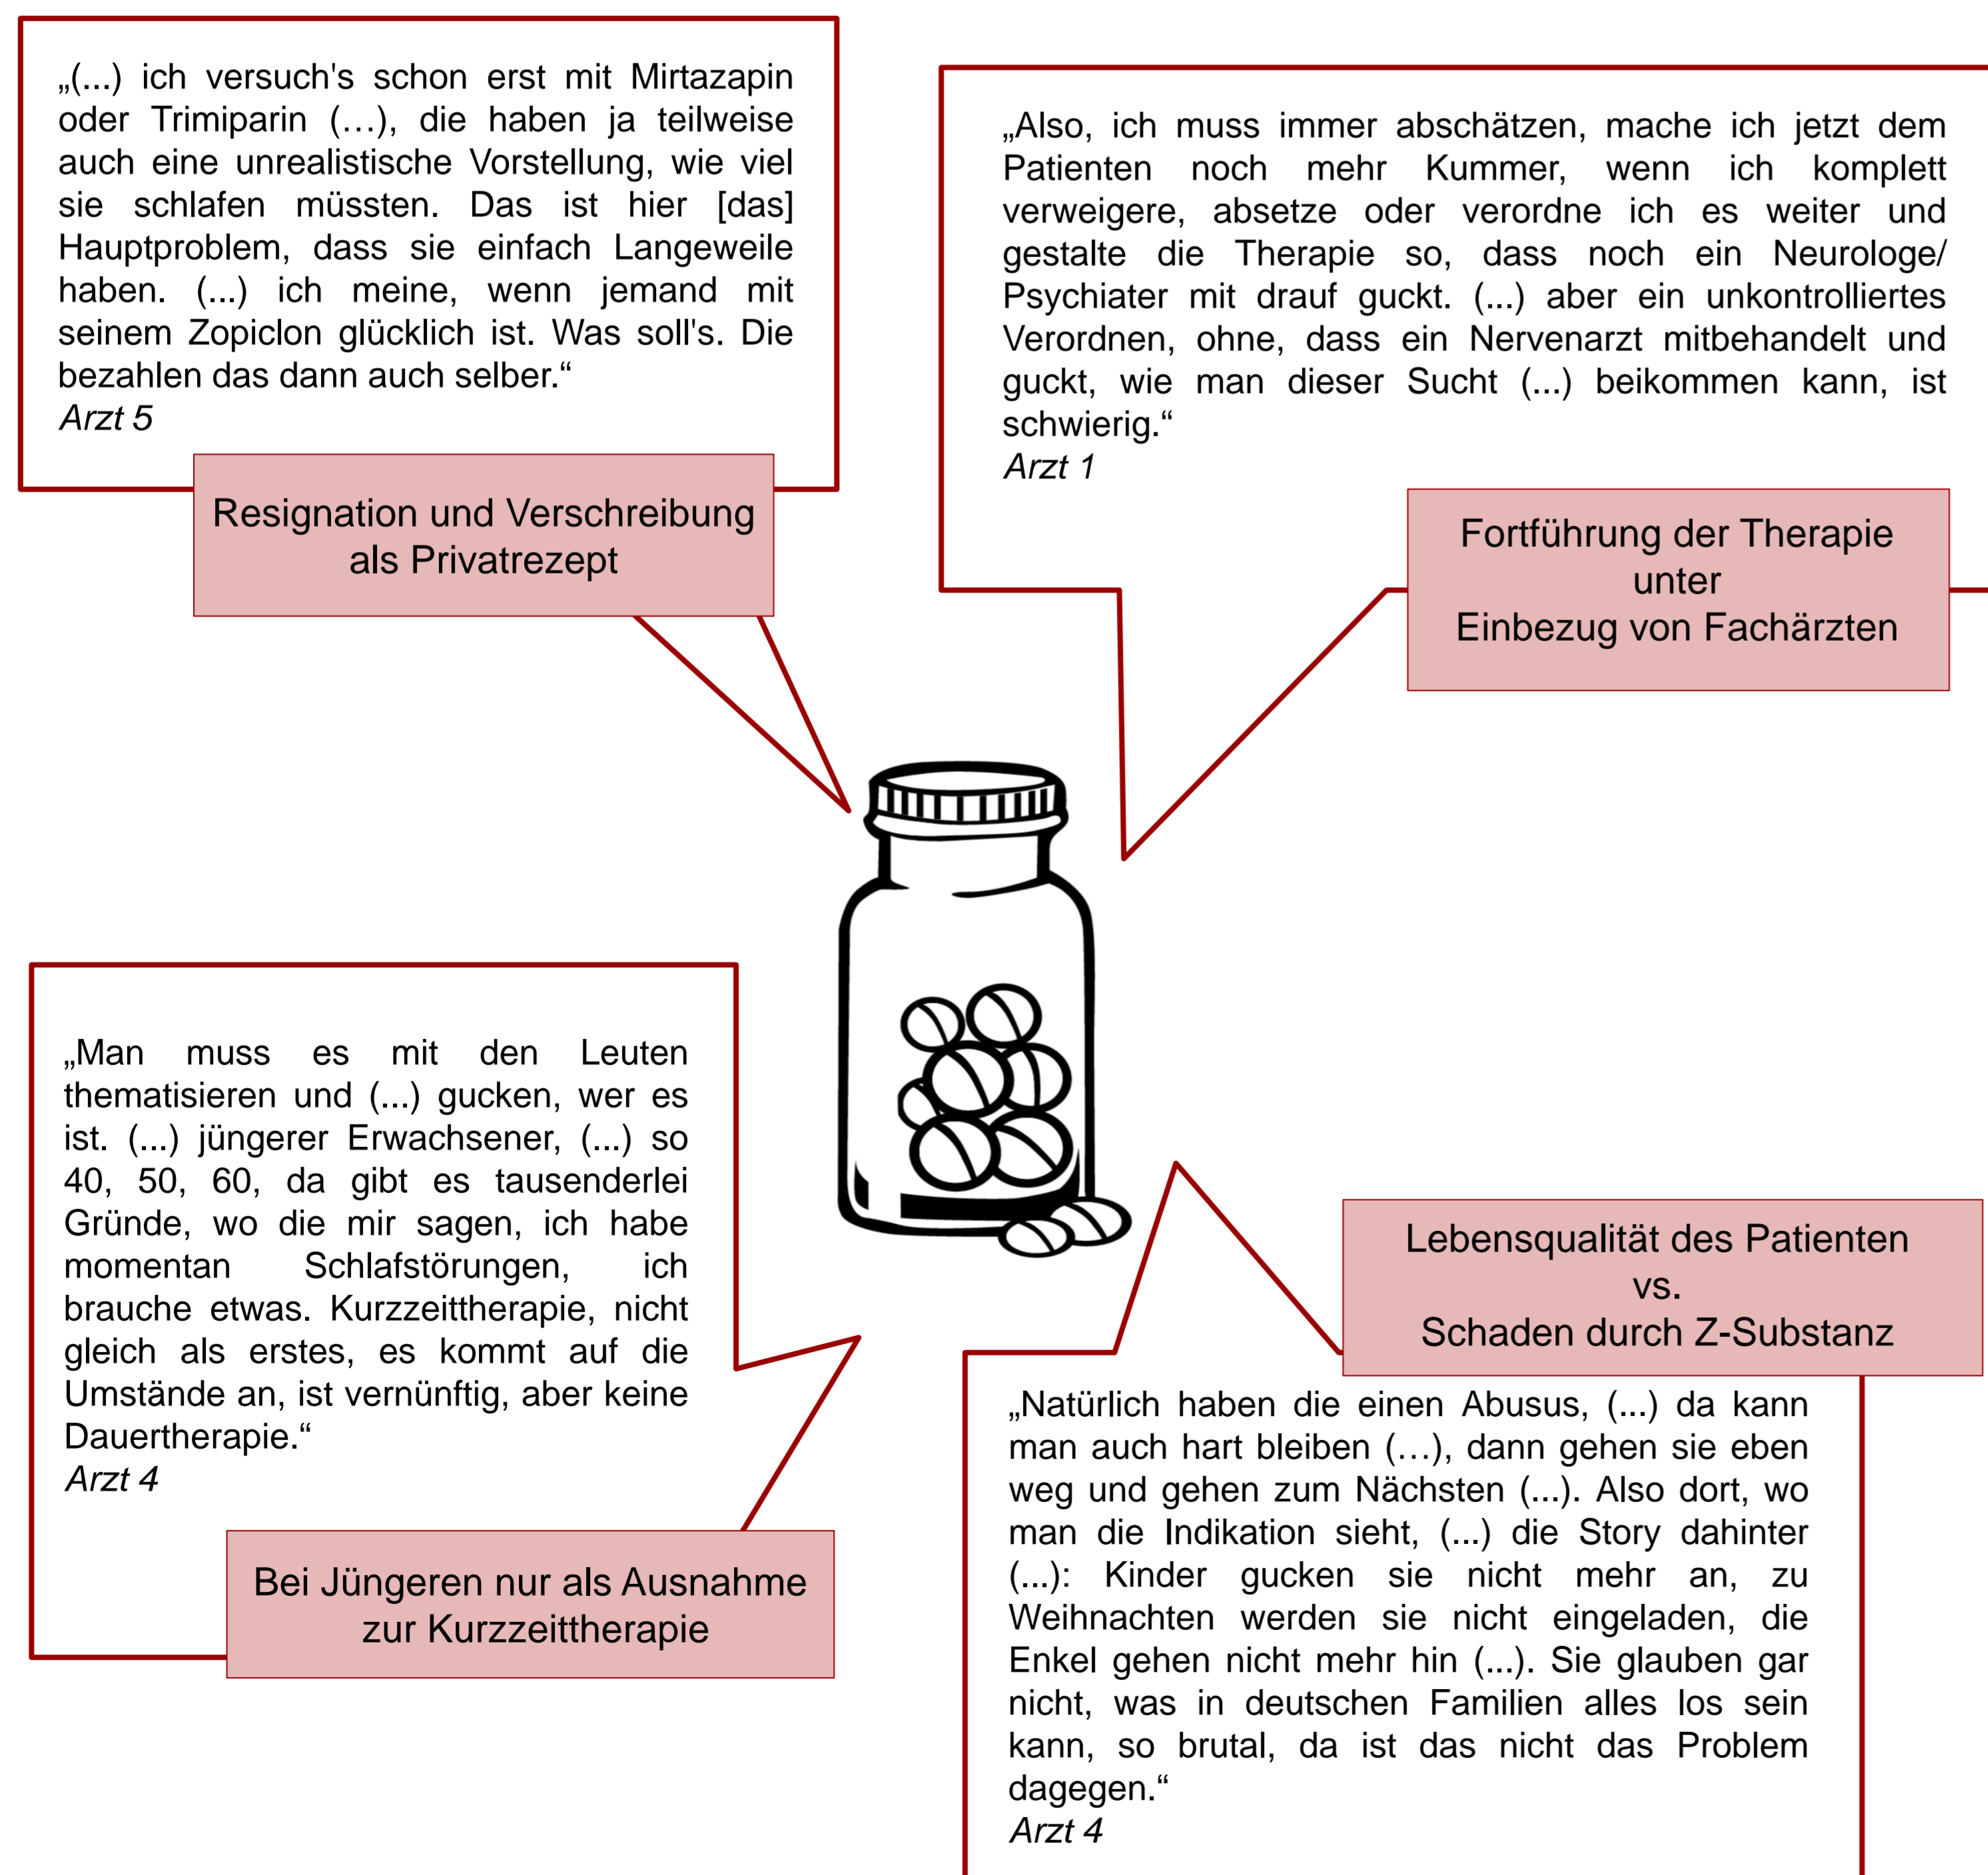 „(...) ich versuch's schon erst mit Mirtazapin
oder Trimiparin (…), die haben ja teilweise
auch eine unrealistische Vorstellung, wie viel
sie schlafen müssten. Das ist hier [das]
Hauptproblem, dass sie einfach Langeweile
haben. (...) ich meine, wenn jemand mit
seinem Zopiclon glücklich ist. Was soll's. Die
bezahlen das dann auch selber.“
Arzt 5
Resignation und Verschreibung
als Privatrezept
„Also, ich muss immer abschätzen, mache ich jetzt dem
Patienten noch mehr Kummer, wenn ich komplett
verweigere, absetze oder verordne ich es weiter und
gestalte die Therapie so, dass noch ein Neurologe/
Psychiater mit drauf guckt. (...) aber ein unkontrolliertes
Verordnen, ohne, dass ein Nervenarzt mitbehandelt und
guckt, wie man dieser Sucht (...) beikommen kann, ist
schwierig.“
Arzt 1
Fortführung der Therapie
unter
Einbezug von Fachärzten
„Man muss es mit den Leuten
thematisieren und (...) gucken, wer es
ist. (...) jüngerer Erwachsener, (...) so
40, 50, 60, da gibt es tausenderlei
Gründe, wo die mir sagen, ich habe
momentan Schlafstörungen, ich
brauche etwas. Kurzzeittherapie, nicht
gleich als erstes, es kommt auf die
Umstände an, ist vernünftig, aber keine
Dauertherapie.“
Arzt 4
Bei Jüngeren nur als Ausnahme
zur Kurzzeittherapie
Lebensqualität des Patienten
vs.
Schaden durch Z-Substanz
„Natürlich haben die einen Abusus, (...) da kann
man auch hart bleiben (…), dann gehen sie eben
weg und gehen zum Nächsten (...). Also dort, wo
man die Indikation sieht, (...) die Story dahinter
(...): Kinder gucken sie nicht mehr an, zu
Weihnachten werden sie nicht eingeladen, die
Enkel gehen nicht mehr hin (...). Sie glauben gar
nicht, was in deutschen Familien alles los sein
kann, so brutal, da ist das nicht das Problem
dagegen.“
Arzt 4